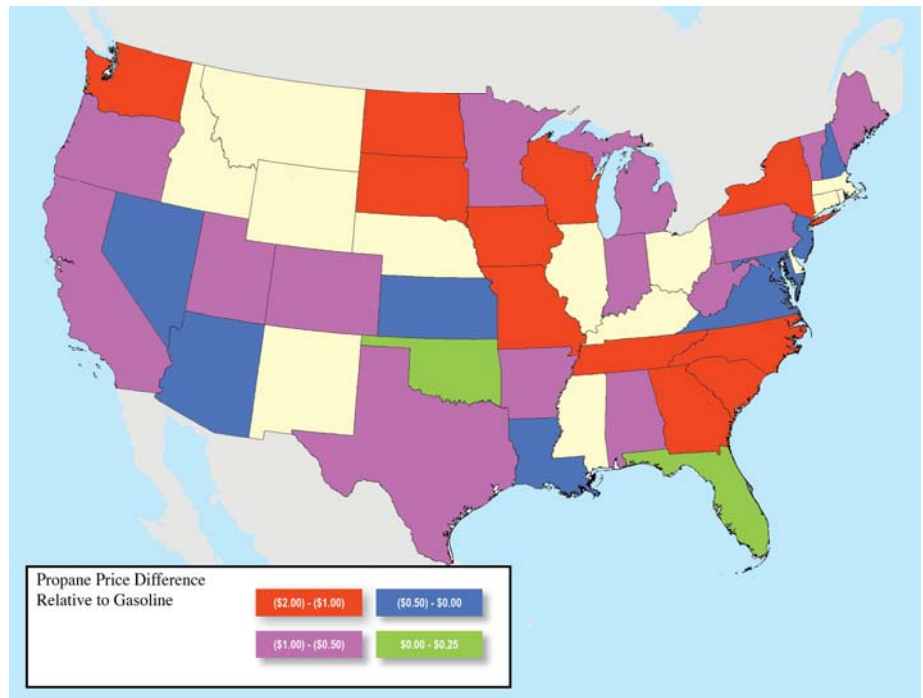 Propane Price Difference
Relative to Gasoline
($2.00) - ($1.00)
($0.50) - $0.00
($1.00) - ($0.50)
$0.00 - $0.25